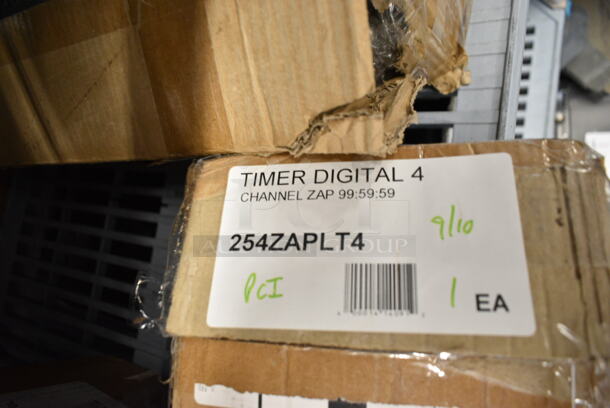 TIMER DIGITAL 4
CHANNEL ZAP 99:59:59
9/10
254ZAPLT4
PCI
1 EA